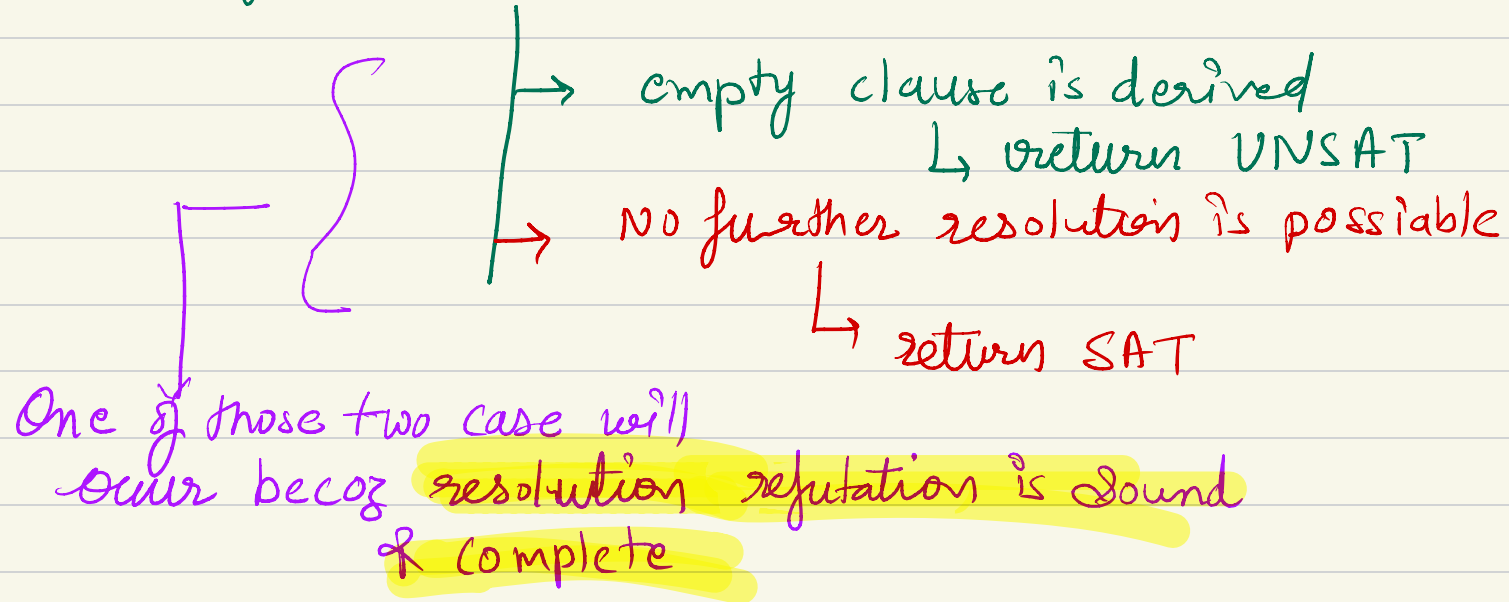 → empty clause is derived
↳ return UNSAT
→ No further resolution is possiable
↳ return SAT
One of those two case will
occur becoz resolution refutation is sound
& complete